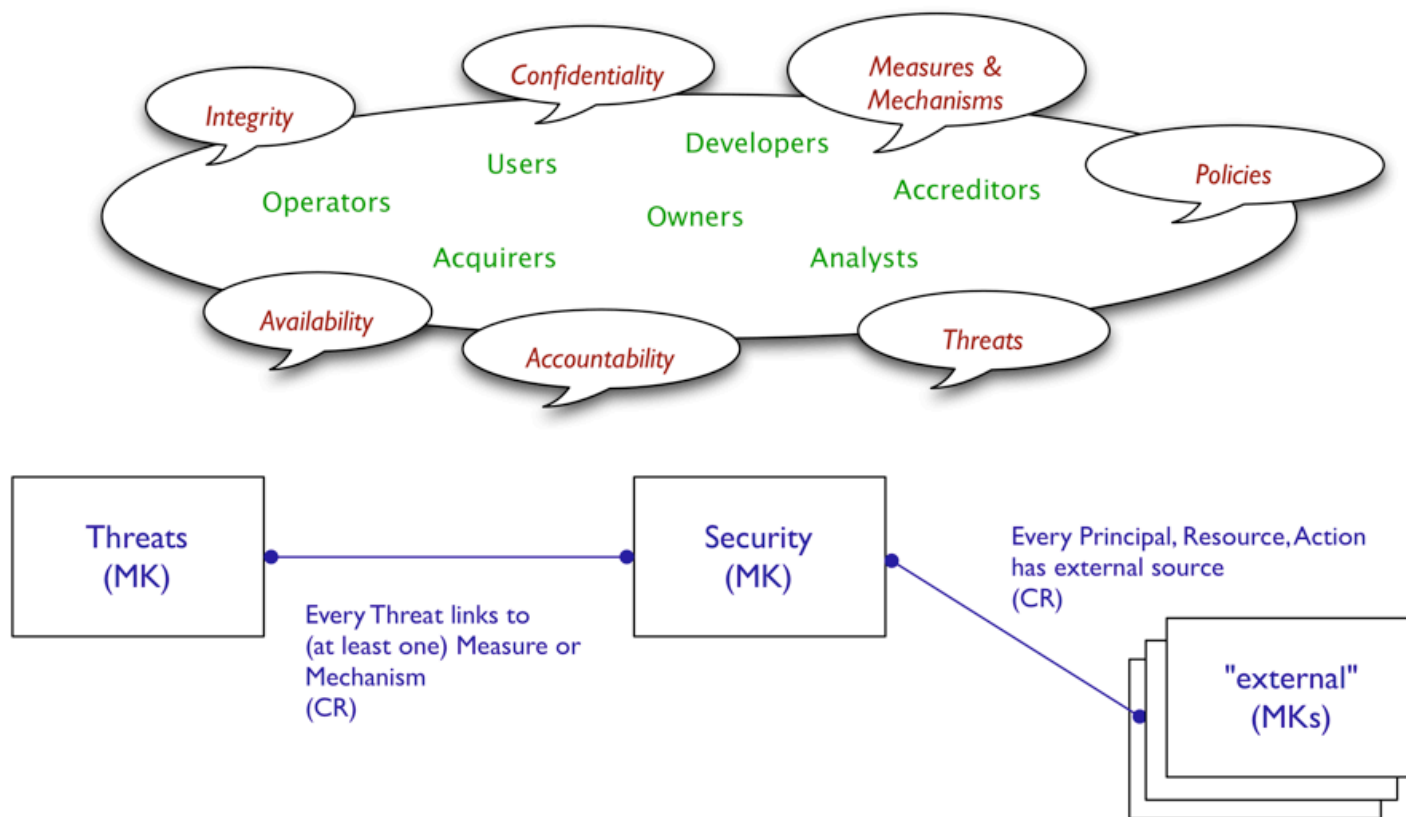 Integrity
Confidentiality
Measures &
Mechanisms
Policies
Users
Developers
Operators
Owners
Accreditors
Acquirers
Analysts
Availability
Accountability
Threats
Threats
(MK)
Every Threat links to
(at least one) Measure or
Mechanism
(CR)
Security
(MK)
Every Principal, Resource, Action
has external source
(CR)
"external"
(MKs)